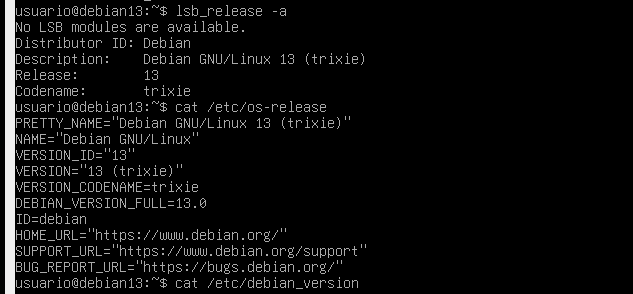 usuario@debian13:~$ lsb_release -a
No LSB modules are available.
Distributor ID: Debian
Description:    Debian GNU/Linux 13 (trixie)
Release:        13
Codename:       trixie
usuario@debian13:~$ cat /etc/os-release
PRETTY_NAME="Debian GNU/Linux 13 (trixie)"
NAME="Debian GNU/Linux"
VERSION_ID="13"
VERSION="13 (trixie)"
VERSION_CODENAME=trixie
DEBIAN_VERSION_FULL=13.0
ID=debian
HOME_URL="https://www.debian.org/"
SUPPORT_URL="https://www.debian.org/support"
BUG_REPORT_URL="https://bugs.debian.org/"
usuario@debian13:~$ cat /etc/debian_version